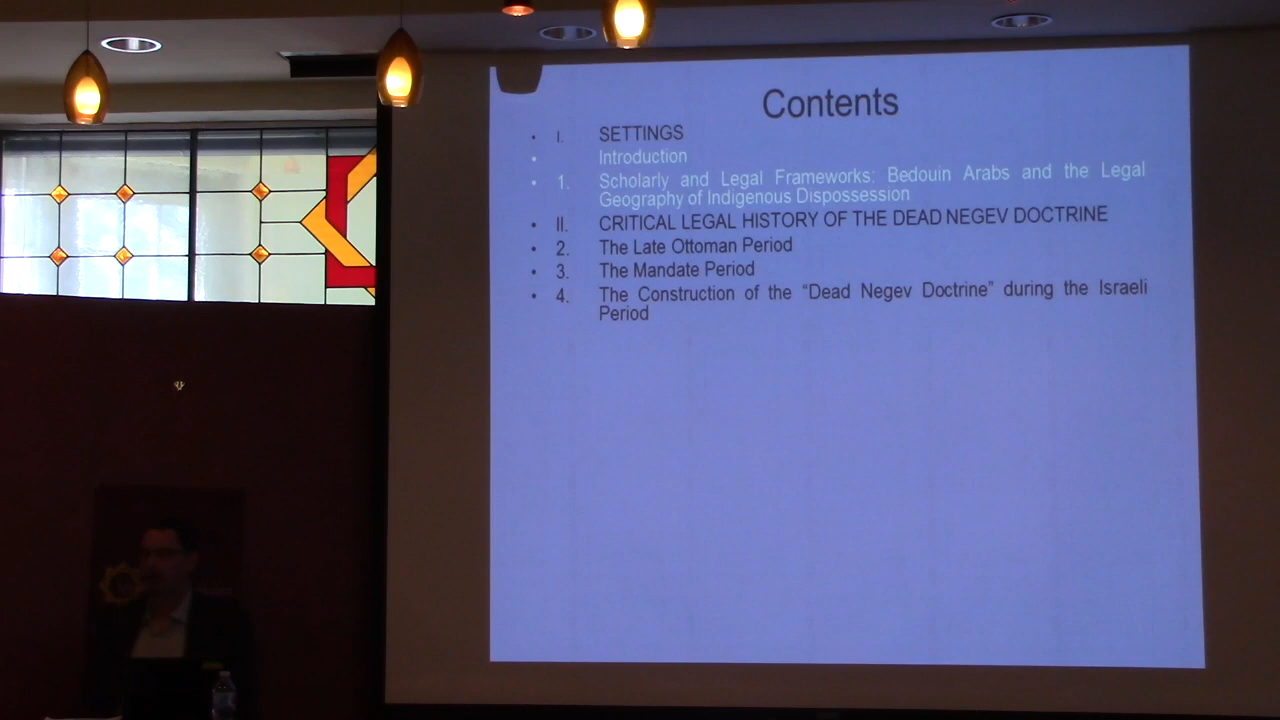 Contents
• I. SETTINGS
• Introduction
• 1. Scholarly and Legal Frameworks: Bedouin Arabs and the Legal
Geography of Indigenous Dispossession
• II. CRITICAL LEGAL HISTORY OF THE DEAD NEGEV DOCTRINE
• 2. The Late Ottoman Period
• 3. The Mandate Period
• 4. The Construction of the “Dead Negev Doctrine” during the Israeli
Period